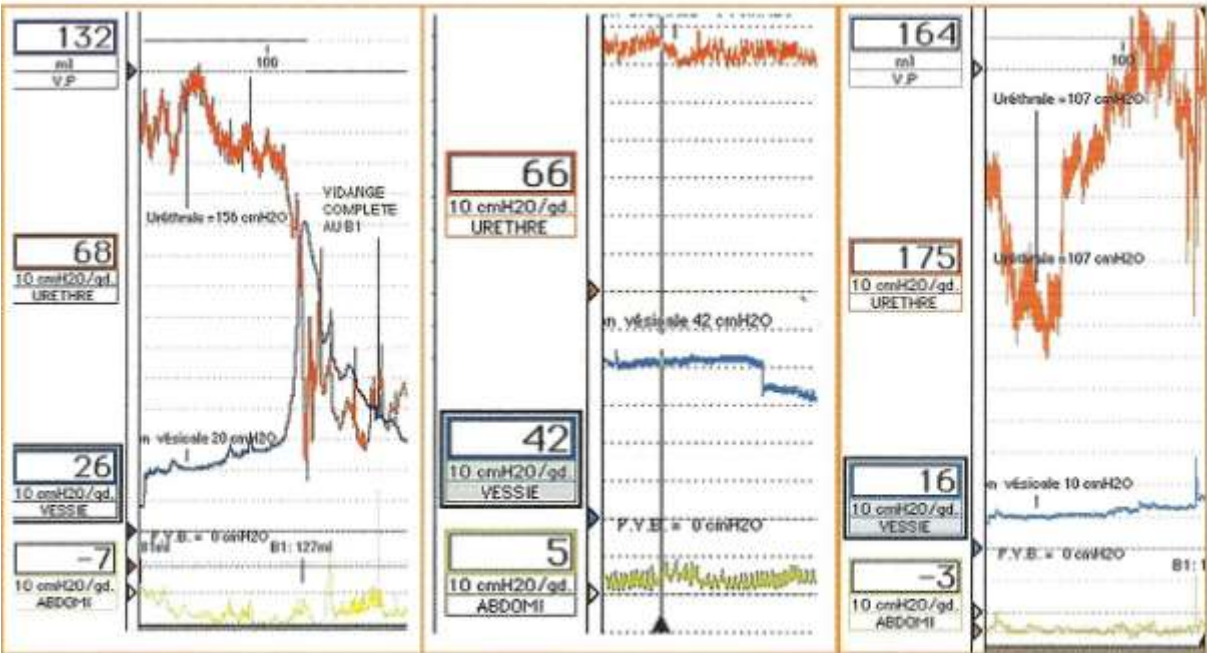 132
ml
V.P
100
Uréthrale =156 cmH2O
VIDANGE
COMPLETE
AU B1
68
10 cmH2O/gd.
URETHRE
n vésicale 20 cmH2O
26
10 cmH2O/gd.
VESSIE
P.V.B. = 0 cmH2O
B1: 127ml
-7
10 cmH2O/gd.
ABDOMI
66
10 cmH2O/gd.
URETHRE
n vésicale 42 cmH2O
42
10 cmH2O/gd.
VESSIE
P.V.B. = 0 cmH2O
5
10 cmH2O/gd.
ABDOMI
164
ml
V.P
100
Uréthrale =107 cmH2O
Uréthrale =107 cmH2O
175
10 cmH2O/gd.
URETHRE
n vésicale 10 cmH2O
16
10 cmH2O/gd.
VESSIE
P.V.B. = 0 cmH2O
B1: 1
-3
10 cmH2O/gd.
ABDOMI